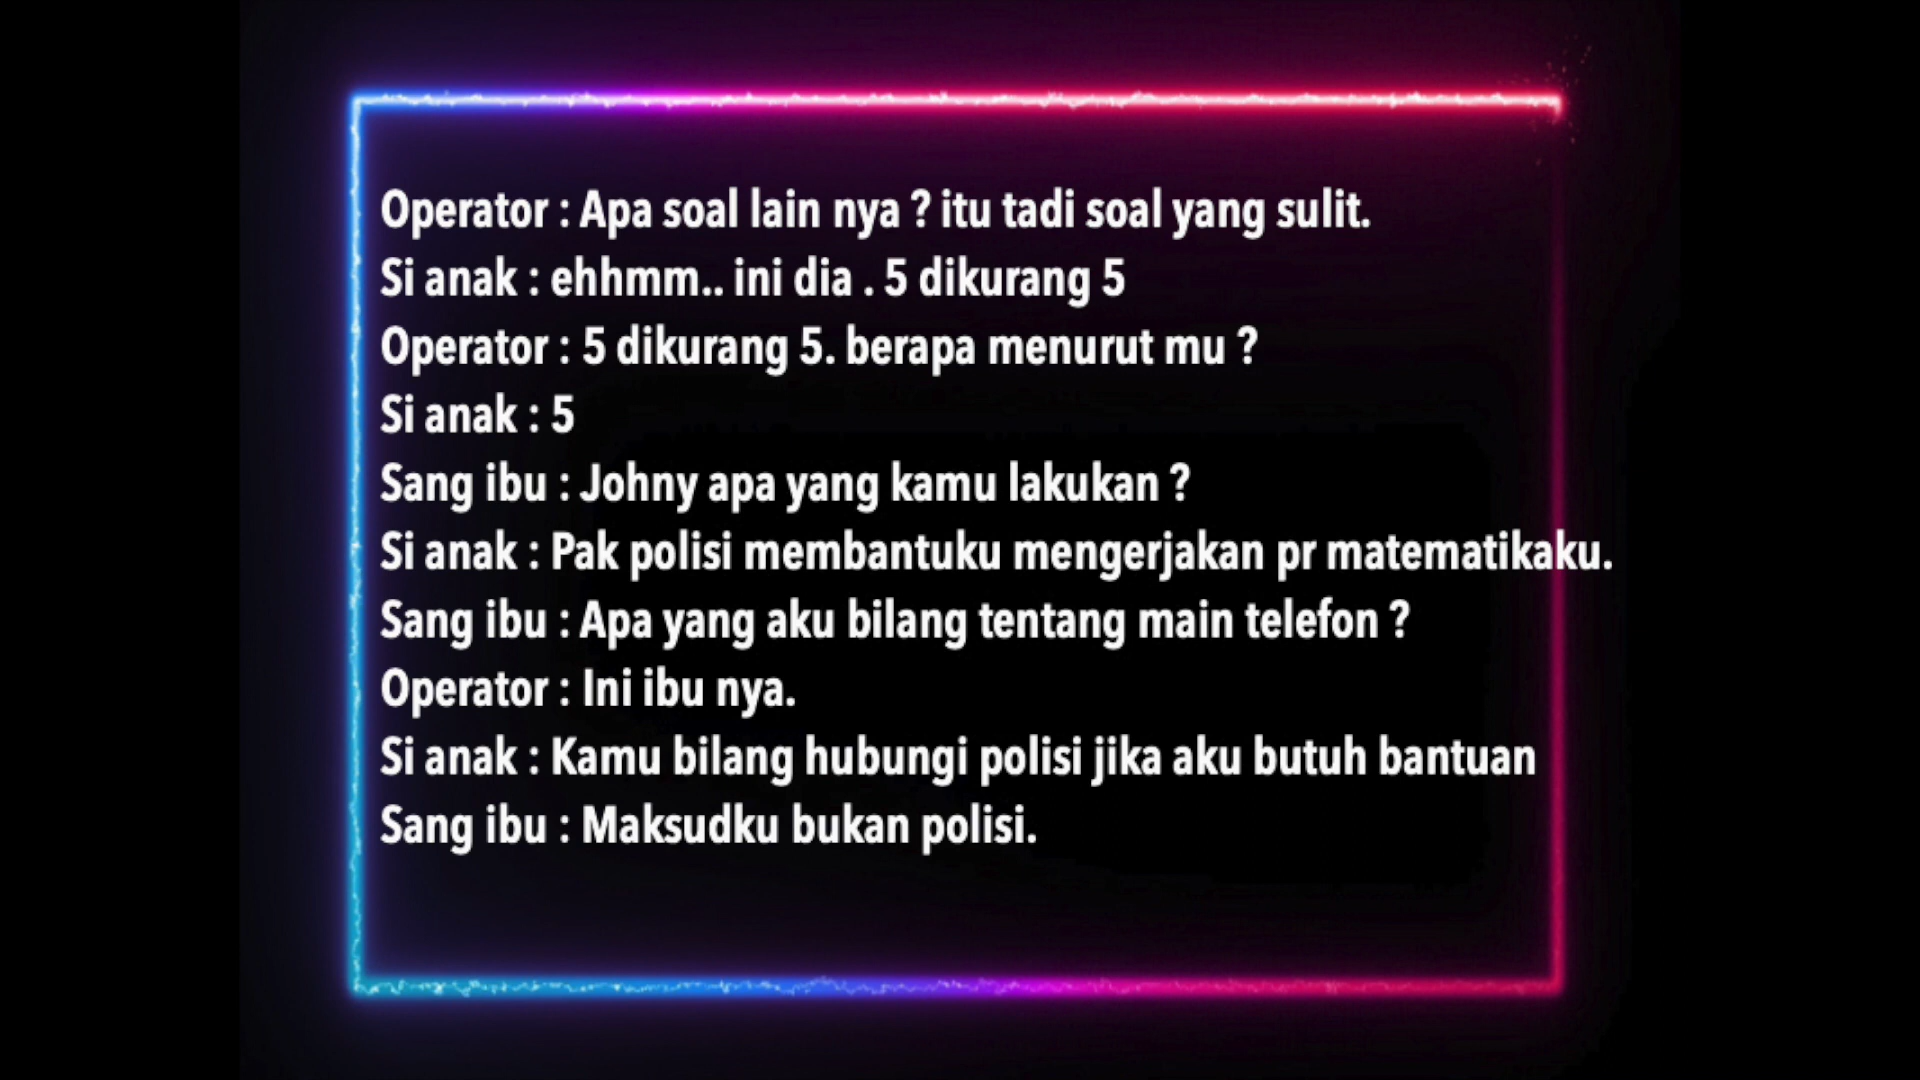 Operator : Apa soal lain nya ? itu tadi soal yang sulit.
Si anak : ehhmm.. ini dia . 5 dikurang 5
Operator : 5 dikurang 5. berapa menurut mu ?
Si anak : 5
Sang ibu : Johny apa yang kamu lakukan ?
Si anak : Pak polisi membantuku mengerjakan pr matematikaku.
Sang ibu : Apa yang aku bilang tentang main telefon ?
Operator : Ini ibu nya.
Si anak : Kamu bilang hubungi polisi jika aku butuh bantuan
Sang ibu : Maksudku bukan polisi.